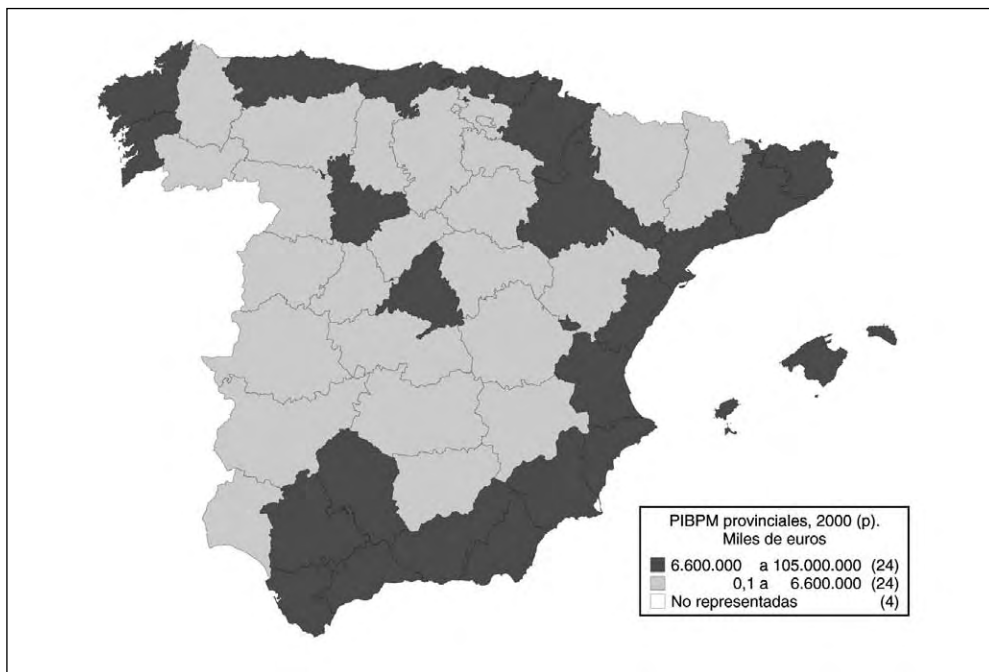 PIBPM provinciales, 2000 (p).
Miles de euros
6.600.000 a 105.000.000 (24)
0,1 a 6.600.000 (24)
No representadas (4)